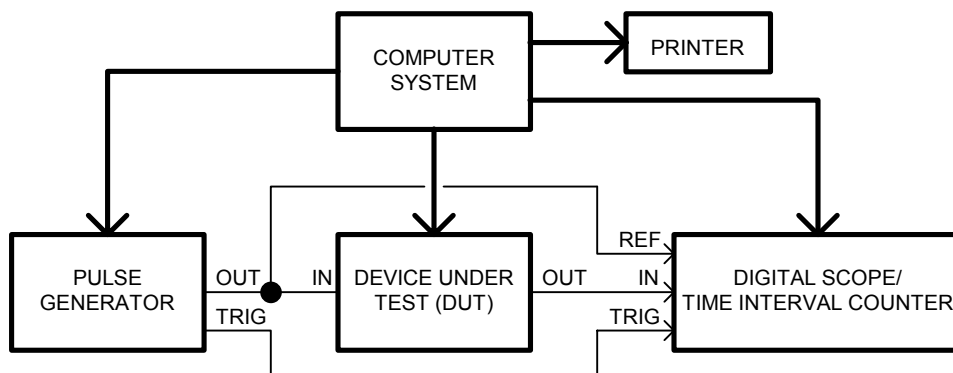 COMPUTER
SYSTEM
PRINTER
REF
PULSE
GENERATOR
OUT
TRIG
IN
DEVICE UNDER
TEST (DUT)
OUT
IN
TRIG
DIGITAL SCOPE/
TIME INTERVAL COUNTER